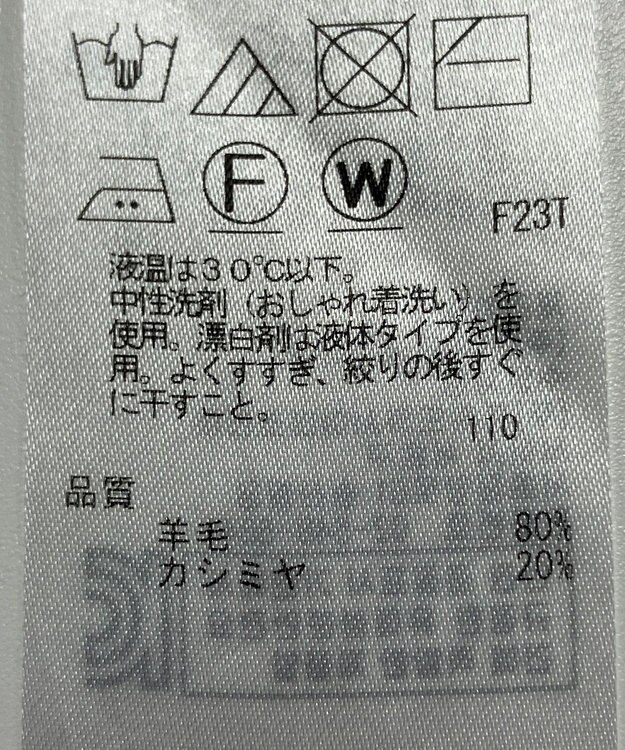 F
W
F23T
液温は30℃以下。
中性洗剤（おしゃれ着洗い）を
使用。漂白剤は液体タイプを使
用。よくすすぎ、絞りの後すぐ
に干すこと。
110
品質
羊毛 80%
カシミヤ 20%